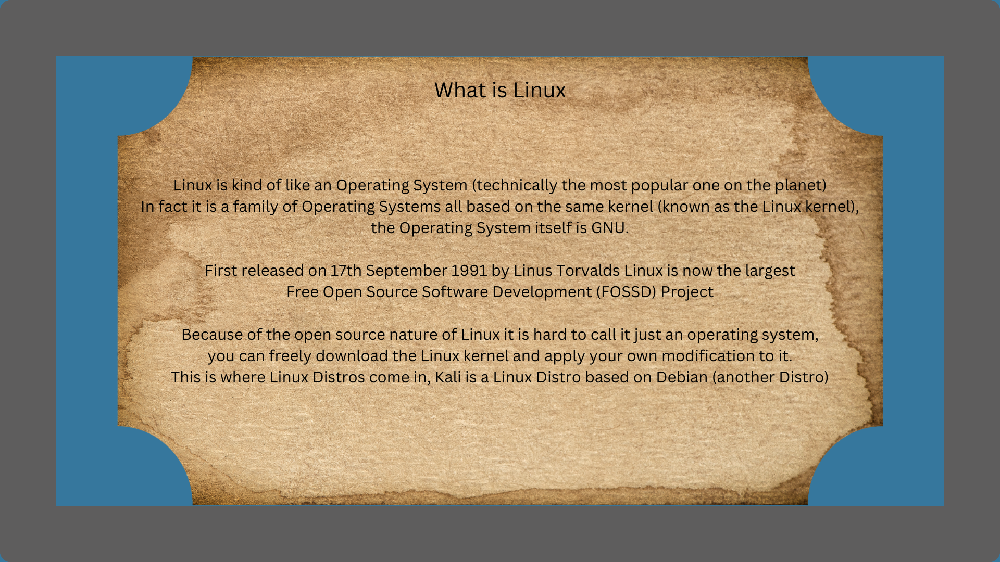 What is Linux
Linux is kind of like an Operating System (technically the most popular one on the planet)
In fact it is a family of Operating Systems all based on the same kernel (known as the Linux kernel),
the Operating System itself is GNU.
First released on 17th September 1991 by Linus Torvalds Linux is now the largest
Free Open Source Software Development (FOSSD) Project
Because of the open source nature of Linux it is hard to call it just an operating system,
you can freely download the Linux kernel and apply your own modification to it.
This is where Linux Distros come in, Kali is a Linux Distro based on Debian (another Distro)